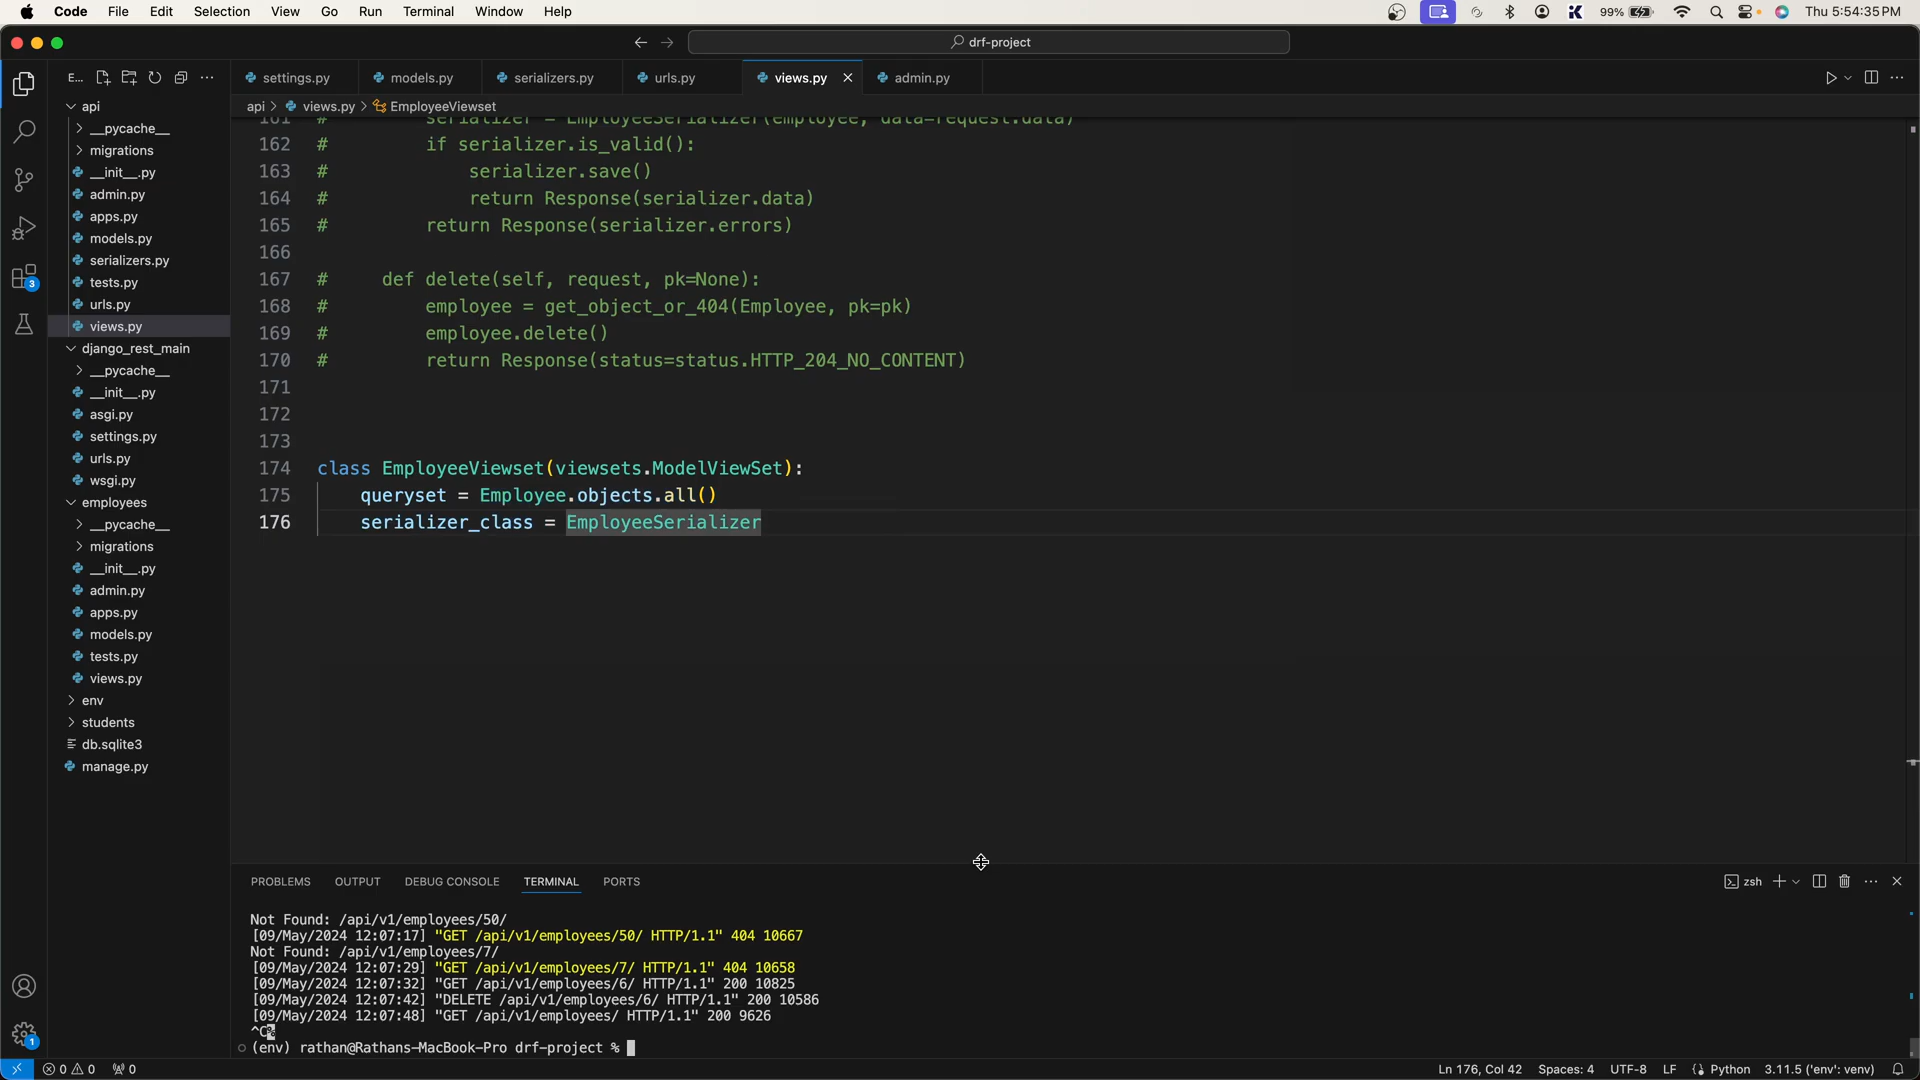 Code File Edit Selection View Go Run Terminal Window Help
99% Thu 5:54:35 PM
drf-project
E...
settings.py models.py serializers.py urls.py views.py admin.py
api > views.py > EmployeeViewset
api
__pycache__
migrations
__init__.py
admin.py
apps.py
models.py
serializers.py
tests.py
urls.py
views.py
django_rest_main
__pycache__
__init__.py
asgi.py
settings.py
urls.py
wsgi.py
employees
__pycache__
migrations
__init__.py
admin.py
apps.py
models.py
tests.py
views.py
env
students
db.sqlite3
manage.py
3
1
161 # serializer = EmployeeSerializer(employee, data=request.data)
162 # if serializer.is_valid():
163 # serializer.save()
164 # return Response(serializer.data)
165 # return Response(serializer.errors)
166
167 # def delete(self, request, pk=None):
168 # employee = get_object_or_404(Employee, pk=pk)
169 # employee.delete()
170 # return Response(status=status.HTTP_204_NO_CONTENT)
171
172
173
174 class EmployeeViewset(viewsets.ModelViewSet):
175 queryset = Employee.objects.all()
176 serializer_class = EmployeeSerializer
PROBLEMS OUTPUT DEBUG CONSOLE TERMINAL PORTS
zsh
Not Found: /api/v1/employees/50/
[09/May/2024 12:07:17] "GET /api/v1/employees/50/ HTTP/1.1" 404 10667
Not Found: /api/v1/employees/7/
[09/May/2024 12:07:29] "GET /api/v1/employees/7/ HTTP/1.1" 404 10658
[09/May/2024 12:07:32] "GET /api/v1/employees/6/ HTTP/1.1" 200 10825
[09/May/2024 12:07:42] "DELETE /api/v1/employees/6/ HTTP/1.1" 200 10586
[09/May/2024 12:07:48] "GET /api/v1/employees/ HTTP/1.1" 200 9626
^C%
(env) rathan@Rathans-MacBook-Pro drf-project %
0 0 0 Ln 176, Col 42 Spaces: 4 UTF-8 LF Python 3.11.5 ('env': venv)